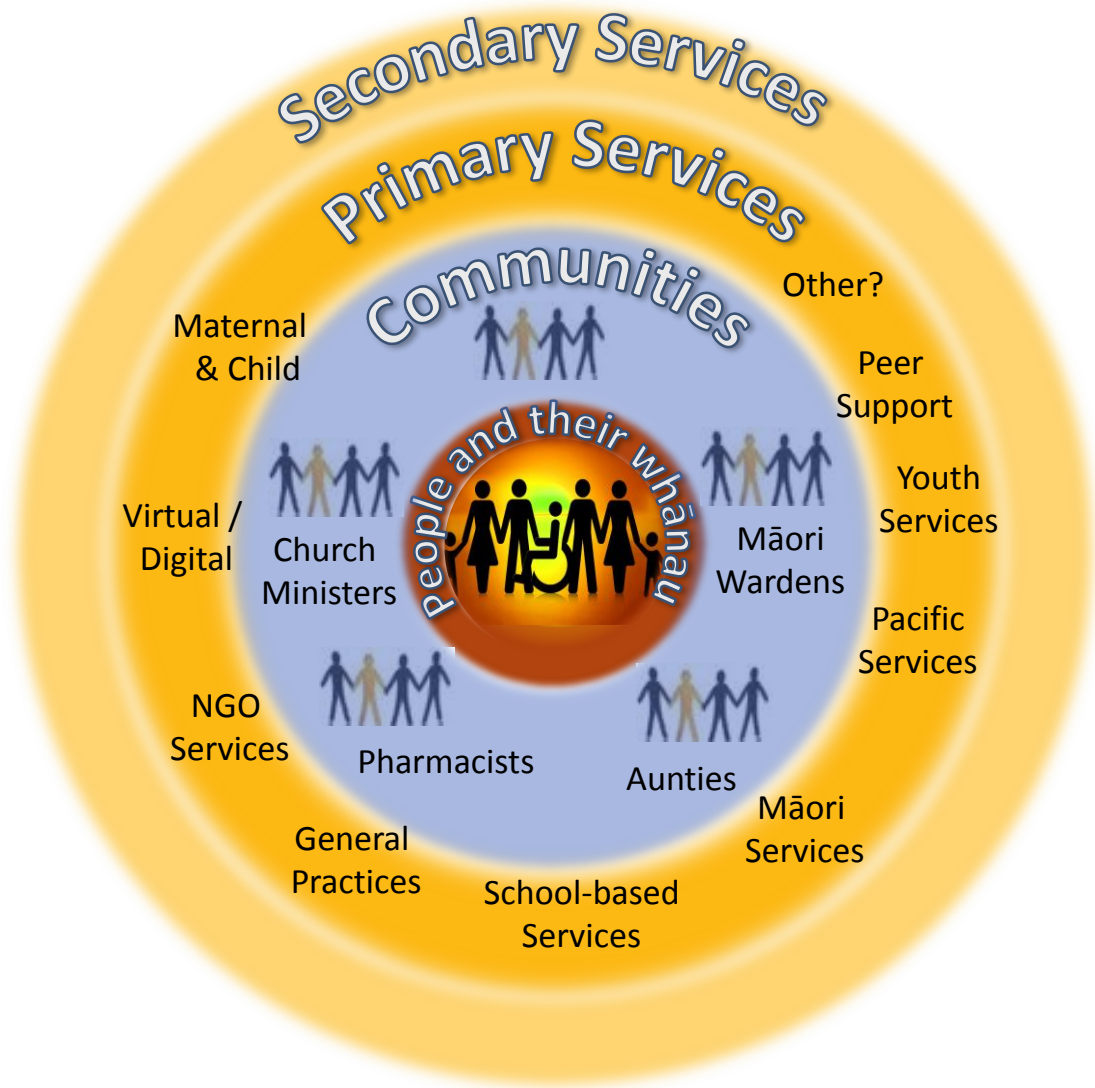 Secondary Services
Primary Services
Communities
Other?
Maternal
& Child
Peer
Support
People and their whānau
Youth
Services
Virtual /
Digital
Church
Ministers
Māori
Wardens
Pacific
Services
NGO
Services
Pharmacists
Aunties
Māori
Services
General
Practices
School-based
Services